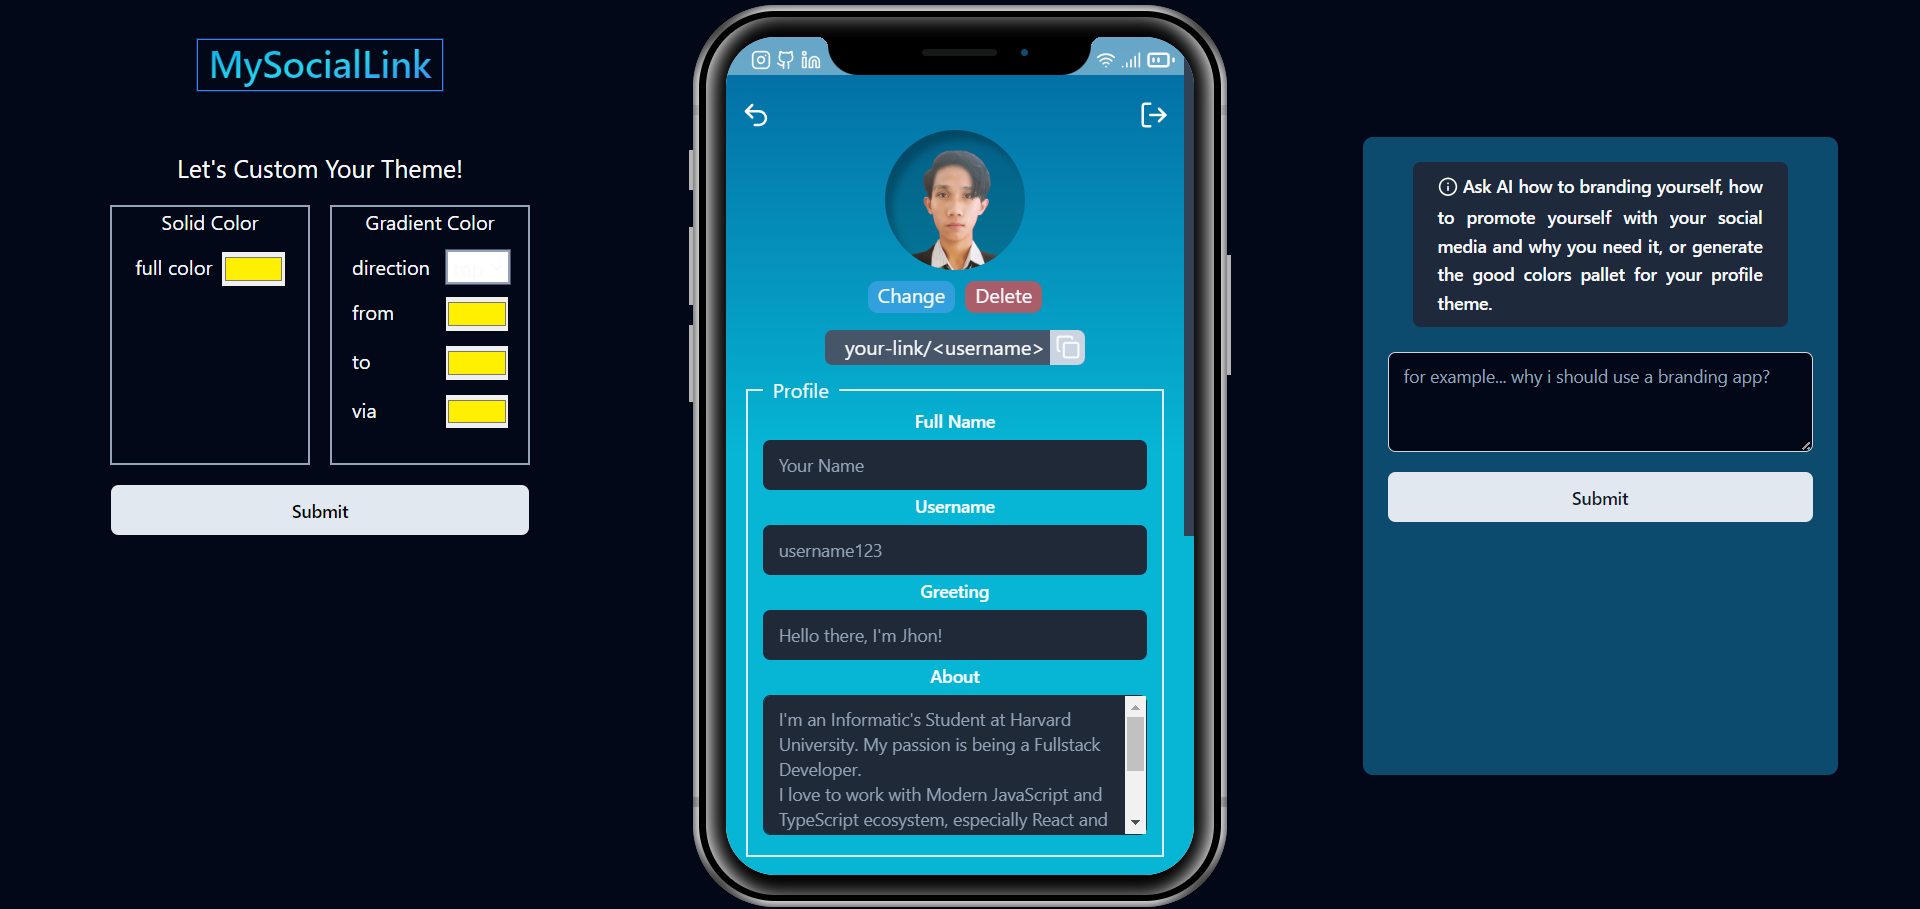 MySocialLink
Let's Custom Your Theme!
Solid Color
full color
Gradient Color
direction
from
to
via
Submit
Change
Delete
your-link/<username>
Profile
Full Name
Your Name
Username
username123
Greeting
Hello there, I'm Jhon!
About
I'm an Informatic's Student at Harvard
University. My passion is being a Fullstack
Developer.
I love to work with Modern JavaScript and
TypeScript ecosystem, especially React and
Ask AI how to branding yourself, how
to promote yourself with your social
media and why you need it, or generate
the good colors pallet for your profile
theme.
for example... why i should use a branding app?
Submit